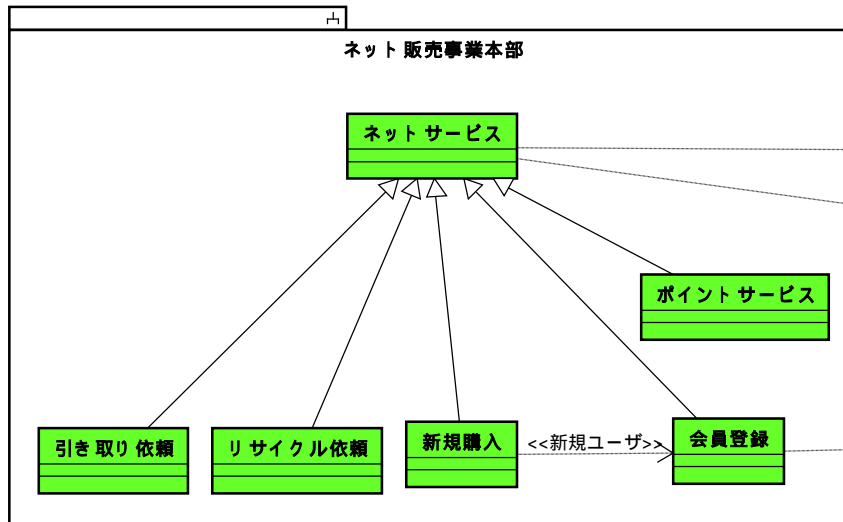 ネット販売事業本部
ネットサービス
ポイントサービス
引き取り依頼
リサイクル依頼
新規購入
<<新規ユーザ>>
会員登録